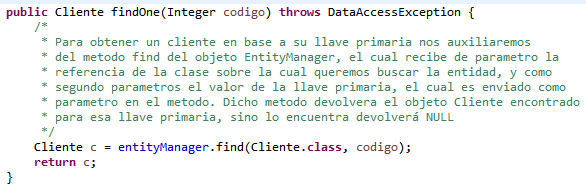 public Cliente findOne(Integer codigo) throws DataAccessException {
/*
* Para obtener un cliente en base a su llave primaria nos auxiliaremos
* del metodo find del objeto EntityManager, el cual recibe de parametro la
* referencia de la clase sobre la cual queremos buscar la entidad, y como
* segundo parametros el valor de la llave primaria, el cual es enviado como
* parametro en el metodo. Dicho metodo devolvera el objeto Cliente encontrado
* para esa llave primaria, sino lo encuentra devolverá NULL
*/
Cliente c = entityManager.find(Cliente.class, codigo);
return c;
}